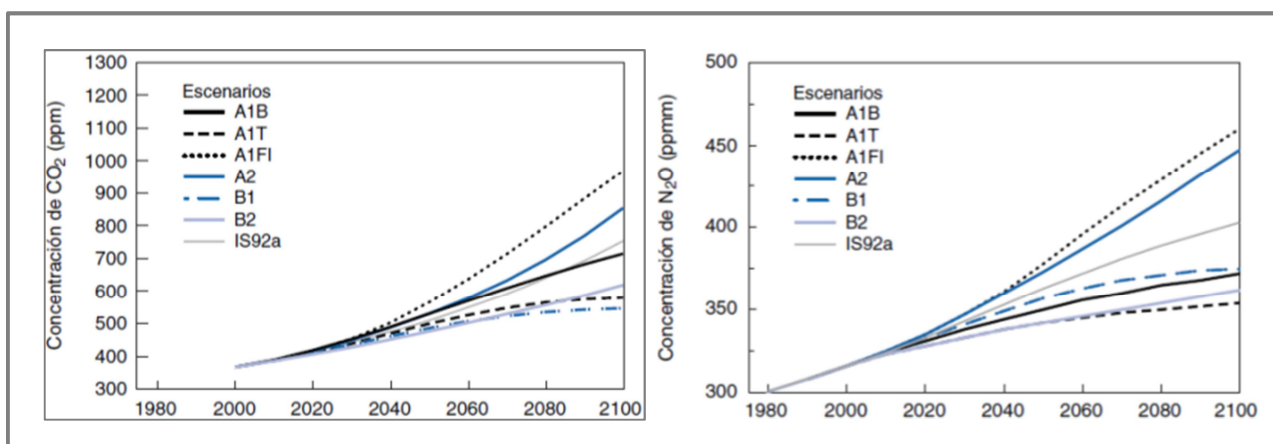 Concentración de CO2 (ppm)
1300
1200
1100
1000
900
800
700
600
500
400
300
Escenarios
A1B
A1T
A1FI
A2
B1
B2
IS92a
1980 2000 2020 2040 2060 2080 2100
Concentración de N2O (ppmm)
500
450
400
350
300
Escenarios
A1B
A1T
A1FI
A2
B1
B2
IS92a
1980 2000 2020 2040 2060 2080 2100